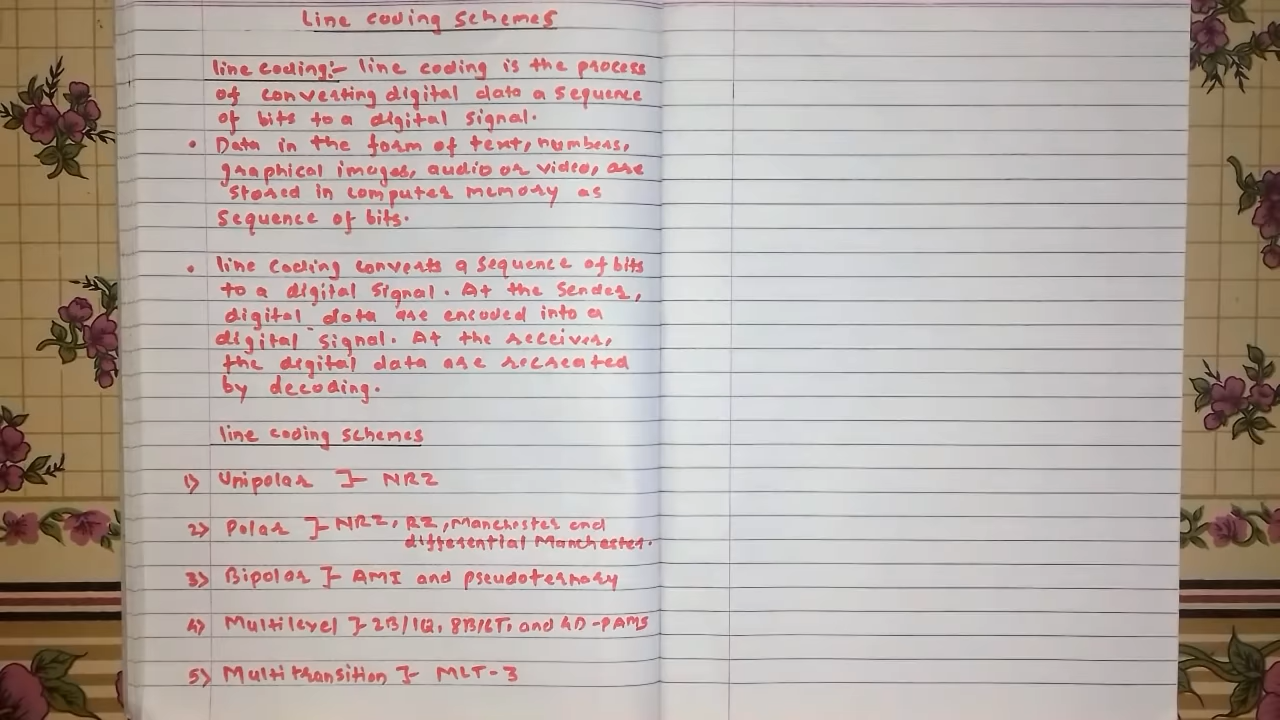 Line coding schemes
line coding:- line coding is the process
of converting digital data a sequence
of bits to a digital signal.
• Data in the form of text, numbers,
graphical images, audio or video, are
stored in computer memory as
sequence of bits.
• line coding converts a sequence of bits
to a digital signal. At the sender,
digital data are encoded into a
digital signal. At the receiver,
the digital data are recreated
by decoding.
line coding schemes
1) Unipolar }- NRZ
2) Polar }- NRZ, RZ, Manchester and
differential Manchester.
3) Bipolar }- AMI and pseudoternary
4) Multilevel }- 2B/1Q, 8B/6T, and 4D-PAM5
5) Multitransition }- MLT-3